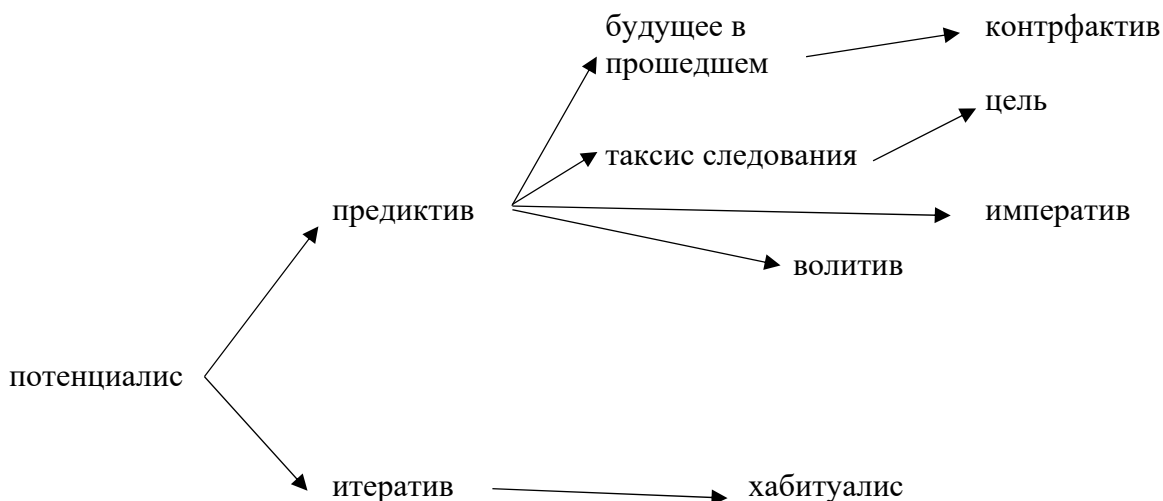 будущее в
прошедшем
контрфактив
цель
таксис следования
предиктив
императив
волитив
потенциалис
итератив
хабитуалис